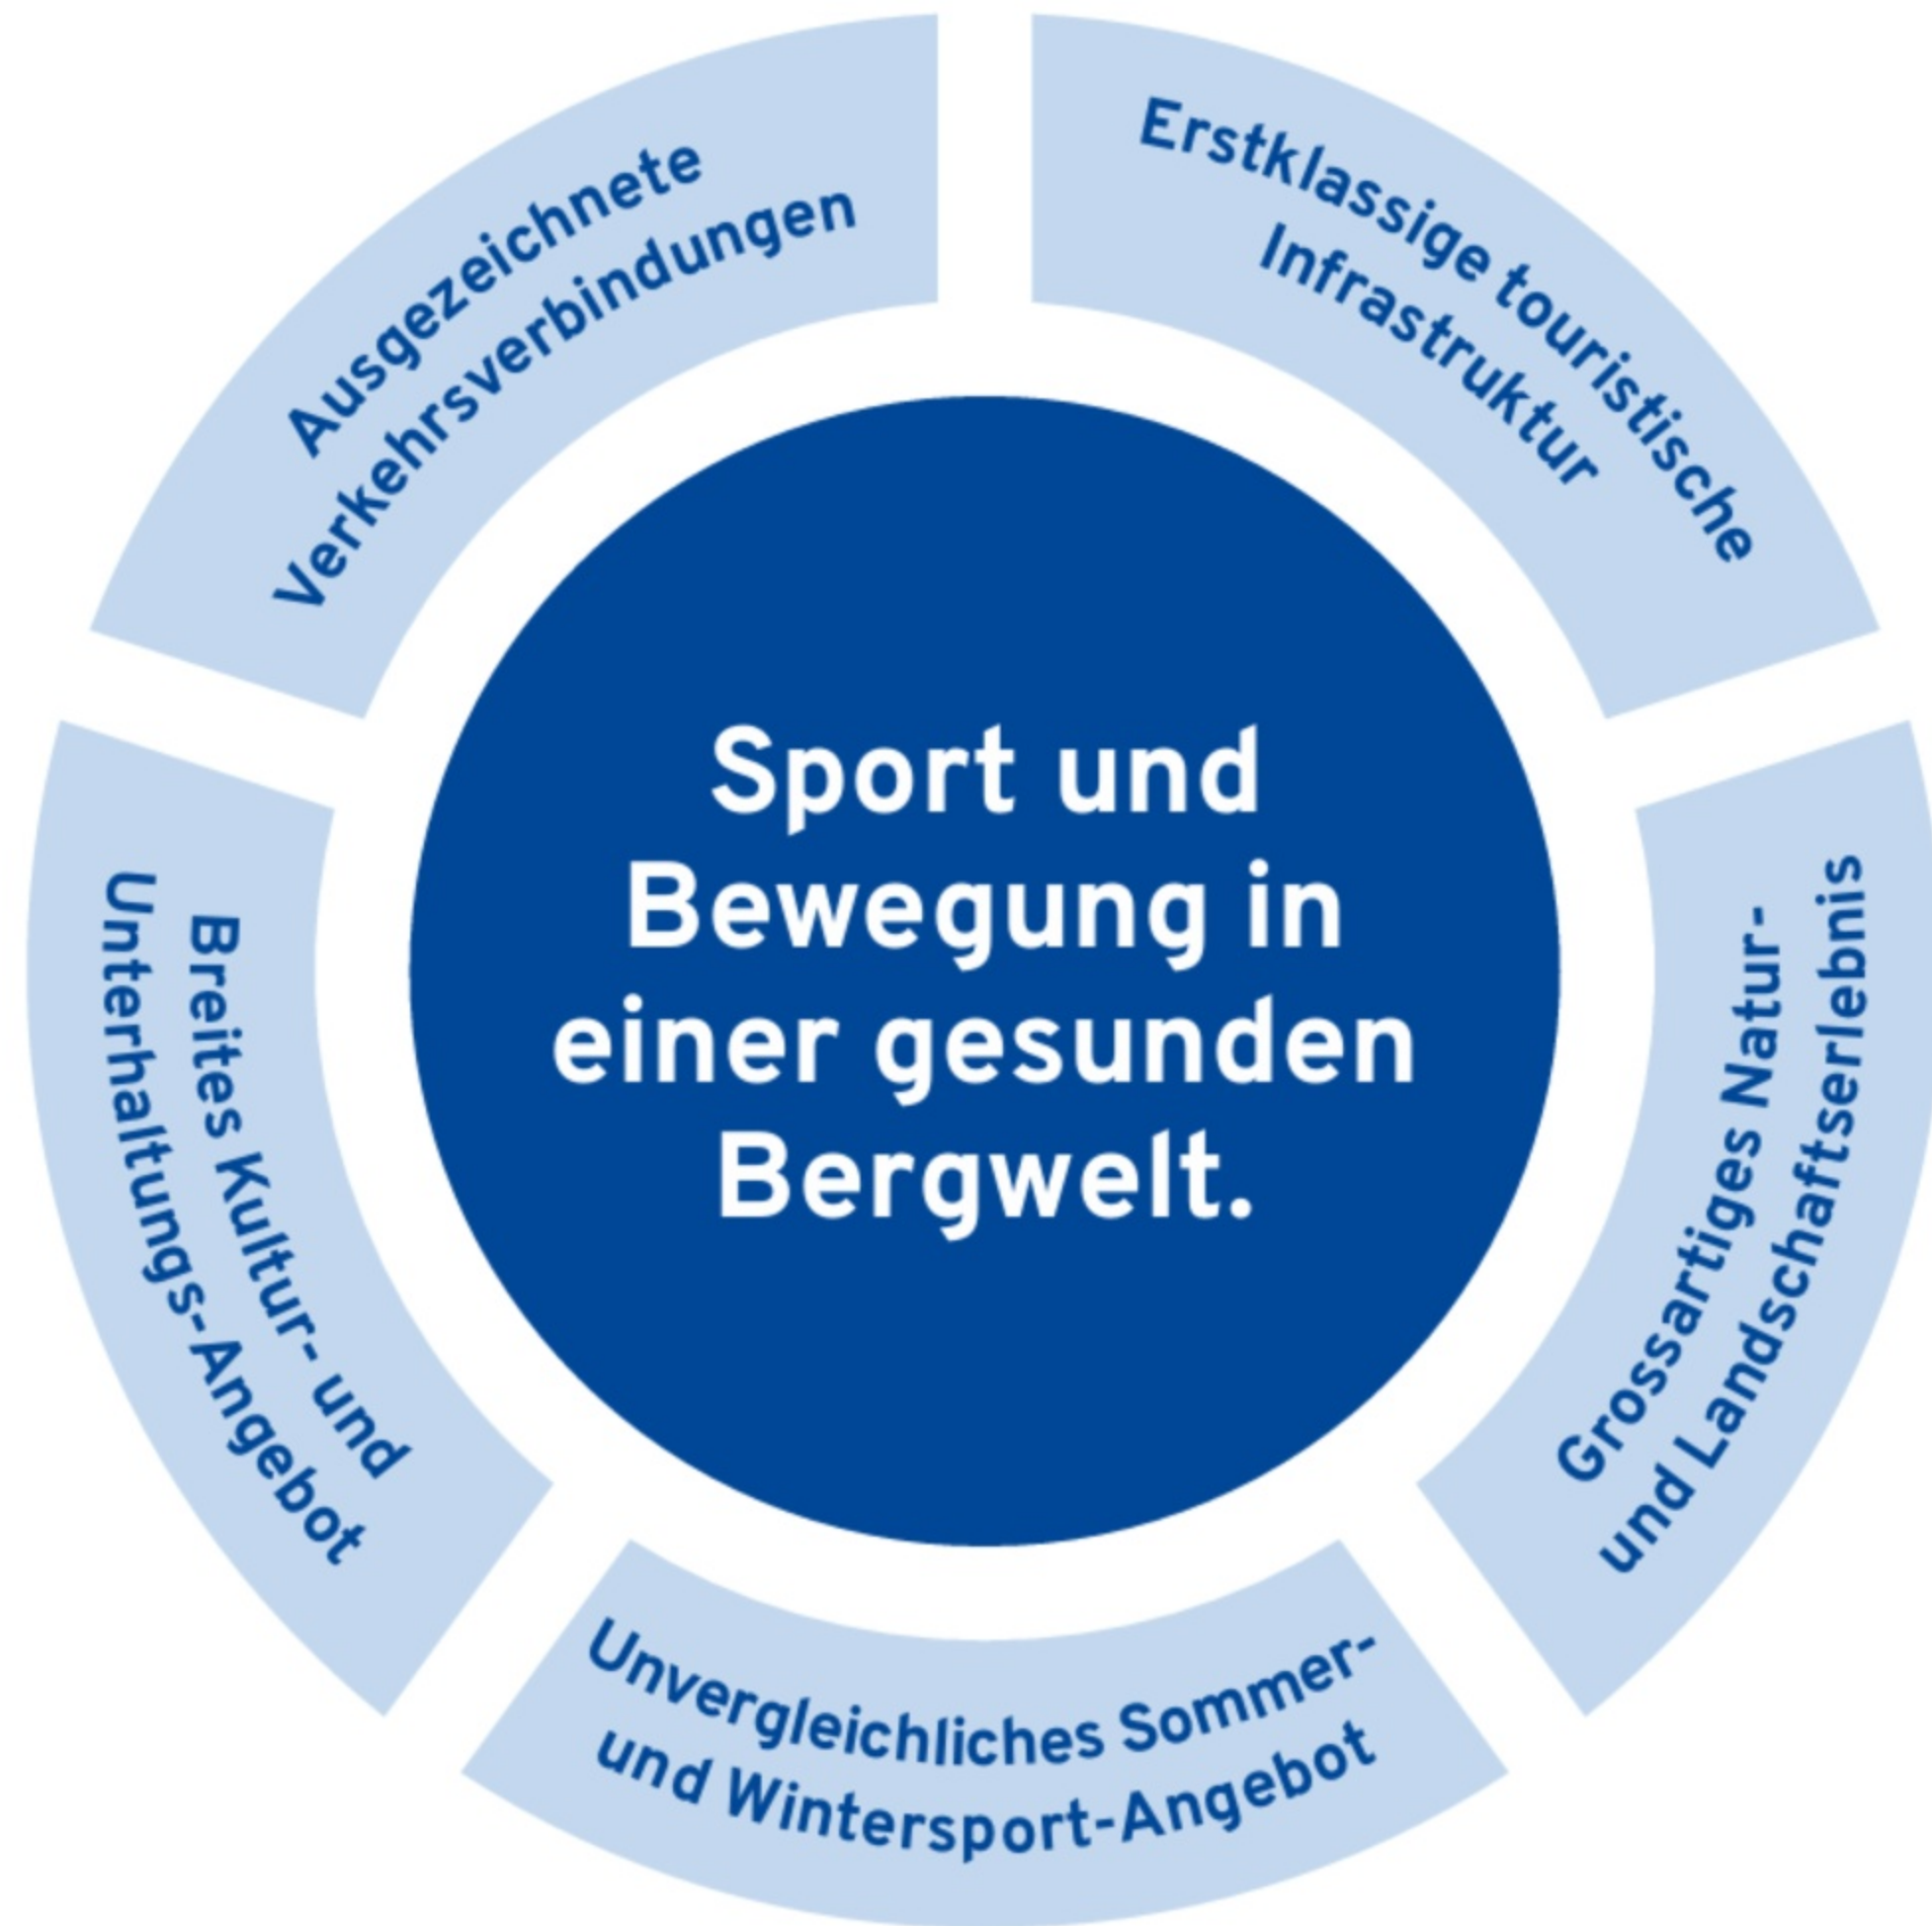 Ausgezeichnete
Verkehrsverbindungen
Erstklassige touristische
Infrastruktur
Sport und
Bewegung in
einer gesunden
Bergwelt.
Breites Kultur- und
Unterhaltungs-Angebot
Grossartiges Natur-
und Landschaftserlebnis
Unvergleichliches Sommer-
und Wintersport-Angebot